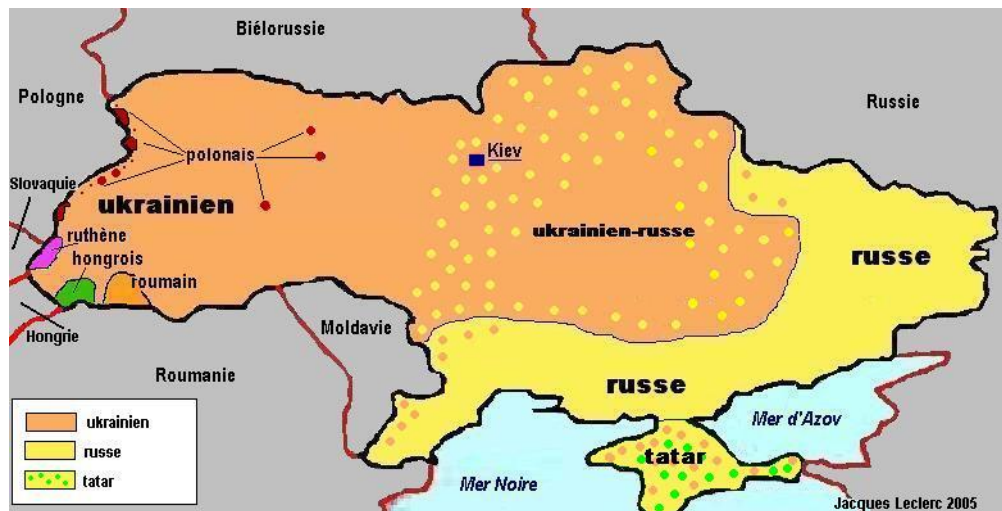 Biélorussie
Pologne
Russie
Kiev
polonais
Slovaquie
ukrainien
ruthène
ukrainien-russe
hongrois
russe
roumain
Moldavie
Hongrie
Roumanie
russe
ukrainien
Mer d'Azov
russe
tatar
tatar
Mer Noire
Jacques Leclerc 2005